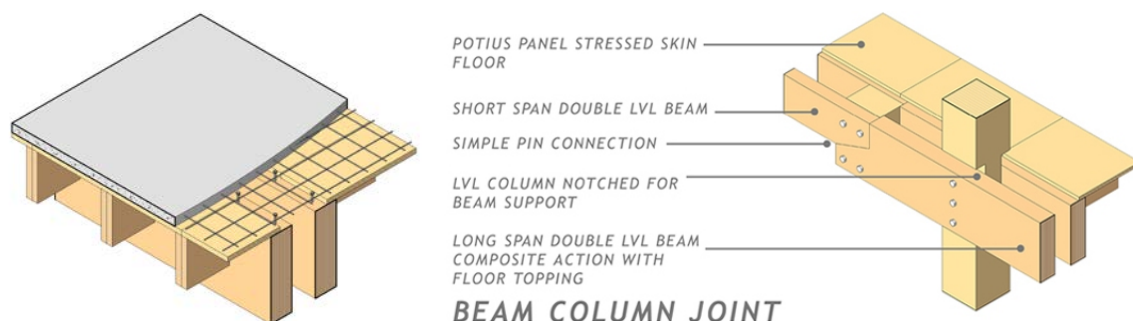 POTIUS PANEL STRESSED SKIN
FLOOR
SHORT SPAN DOUBLE LVL BEAM
SIMPLE PIN CONNECTION
LVL COLUMN NOTCHED FOR
BEAM SUPPORT
LONG SPAN DOUBLE LVL BEAM
COMPOSITE ACTION WITH
FLOOR TOPPING
BEAM COLUMN JOINT